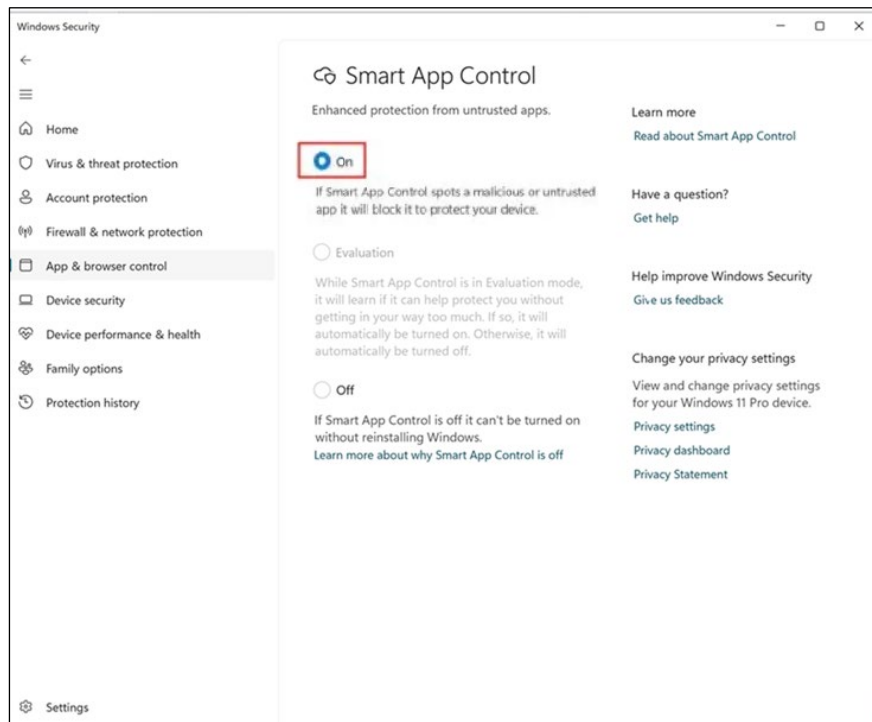 Windows Security
Home
Virus & threat protection
Account protection
Firewall & network protection
App & browser control
Device security
Device performance & health
Family options
Protection history
Settings
Smart App Control
Enhanced protection from untrusted apps.
On
If Smart App Control spots a malicious or untrusted
app it will block it to protect your device.
Evaluation
While Smart App Control is in Evaluation mode,
it will learn if it can help protect you without
getting in your way too much. If so, it will
automatically be turned on. Otherwise, it will
automatically be turned off.
Off
If Smart App Control is off it can't be turned on
without reinstalling Windows.
Learn more about why Smart App Control is off
Learn more
Read about Smart App Control
Have a question?
Get help
Help improve Windows Security
Give us feedback
Change your privacy settings
View and change privacy settings
for your Windows 11 Pro device.
Privacy settings
Privacy dashboard
Privacy Statement